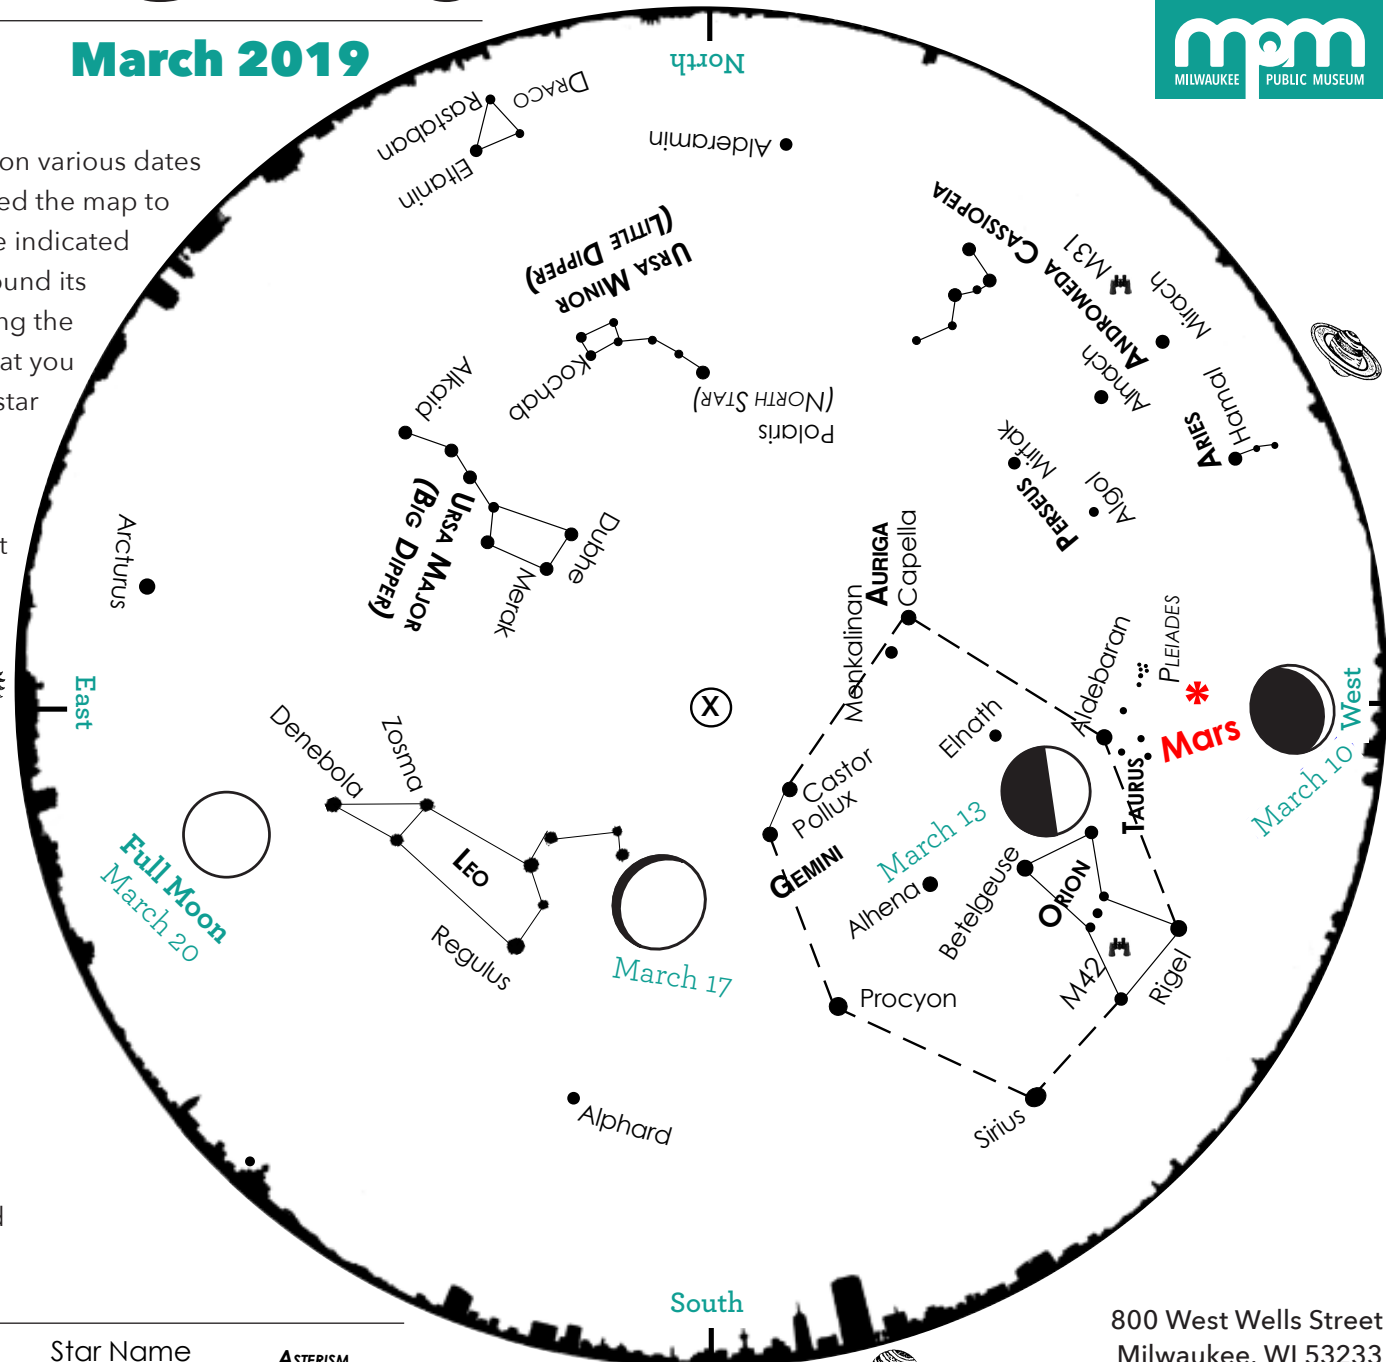 March 2019
mpm
MILWAUKEE PUBLIC MUSEUM
on various dates
ed the map to
e indicated
ound its
ng the
at you
star
t
North
DRACO
Rastaban
Eltanin
Alderamin
URSA MINOR
(LITTLE DIPPER)
Kochab
Polaris
(NORTH STAR)
CASSIOPEIA
ANDROMEDA
M31
Mirach
Almach
Hamal
ARIES
Mirfak
PERSEUS
Algol
Alkaid
URSA MAJOR
(BIG DIPPER)
Dubhe
Merak
Arcturus
East
AURIGA
Capella
Menkalinan
Aldebaran
PLEIADES
Mars
West
March 10
TAURUS
Elnath
March 13
Castor
Pollux
GEMINI
Alhena
Betelgeuse
ORION
M42
Rigel
Procyon
Sirius
X
Denebola
Zosma
LEO
Regulus
March 17
Full Moon
March 20
Alphard
South
Star Name
ASTERISM
800 West Wells Street
Milwaukee, WI 53233